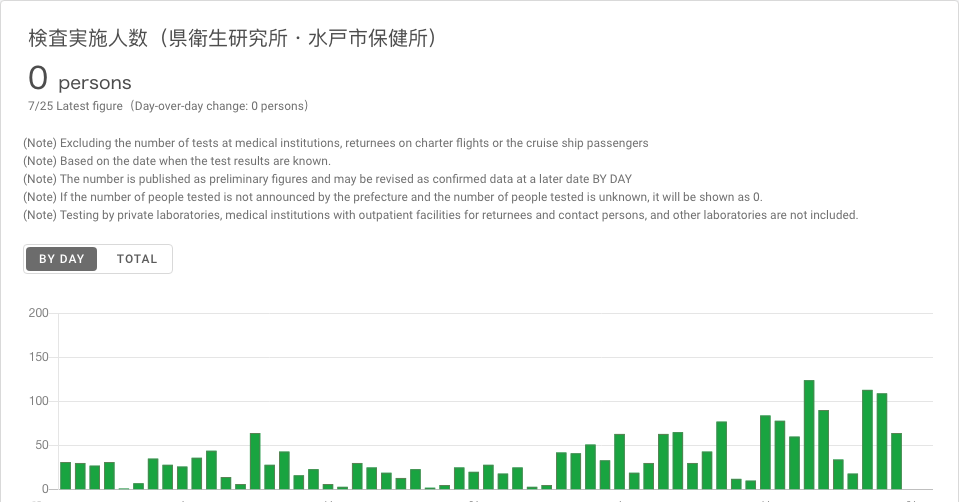 検査実施人数（県衛生研究所・水戸市保健所）
0 persons
7/25 Latest figure（Day-over-day change: 0 persons）
(Note) Excluding the number of tests at medical institutions, returnees on charter flights or the cruise ship passengers
(Note) Based on the date when the test results are known.
(Note) The number is published as preliminary figures and may be revised as confirmed data at a later date BY DAY
(Note) If the number of people tested is not announced by the prefecture and the number of people tested is unknown, it will be shown as 0.
(Note) Testing by private laboratories, medical institutions with outpatient facilities for returnees and contact persons, and other laboratories are not included.
BY DAY TOTAL
200
150
100
50
0